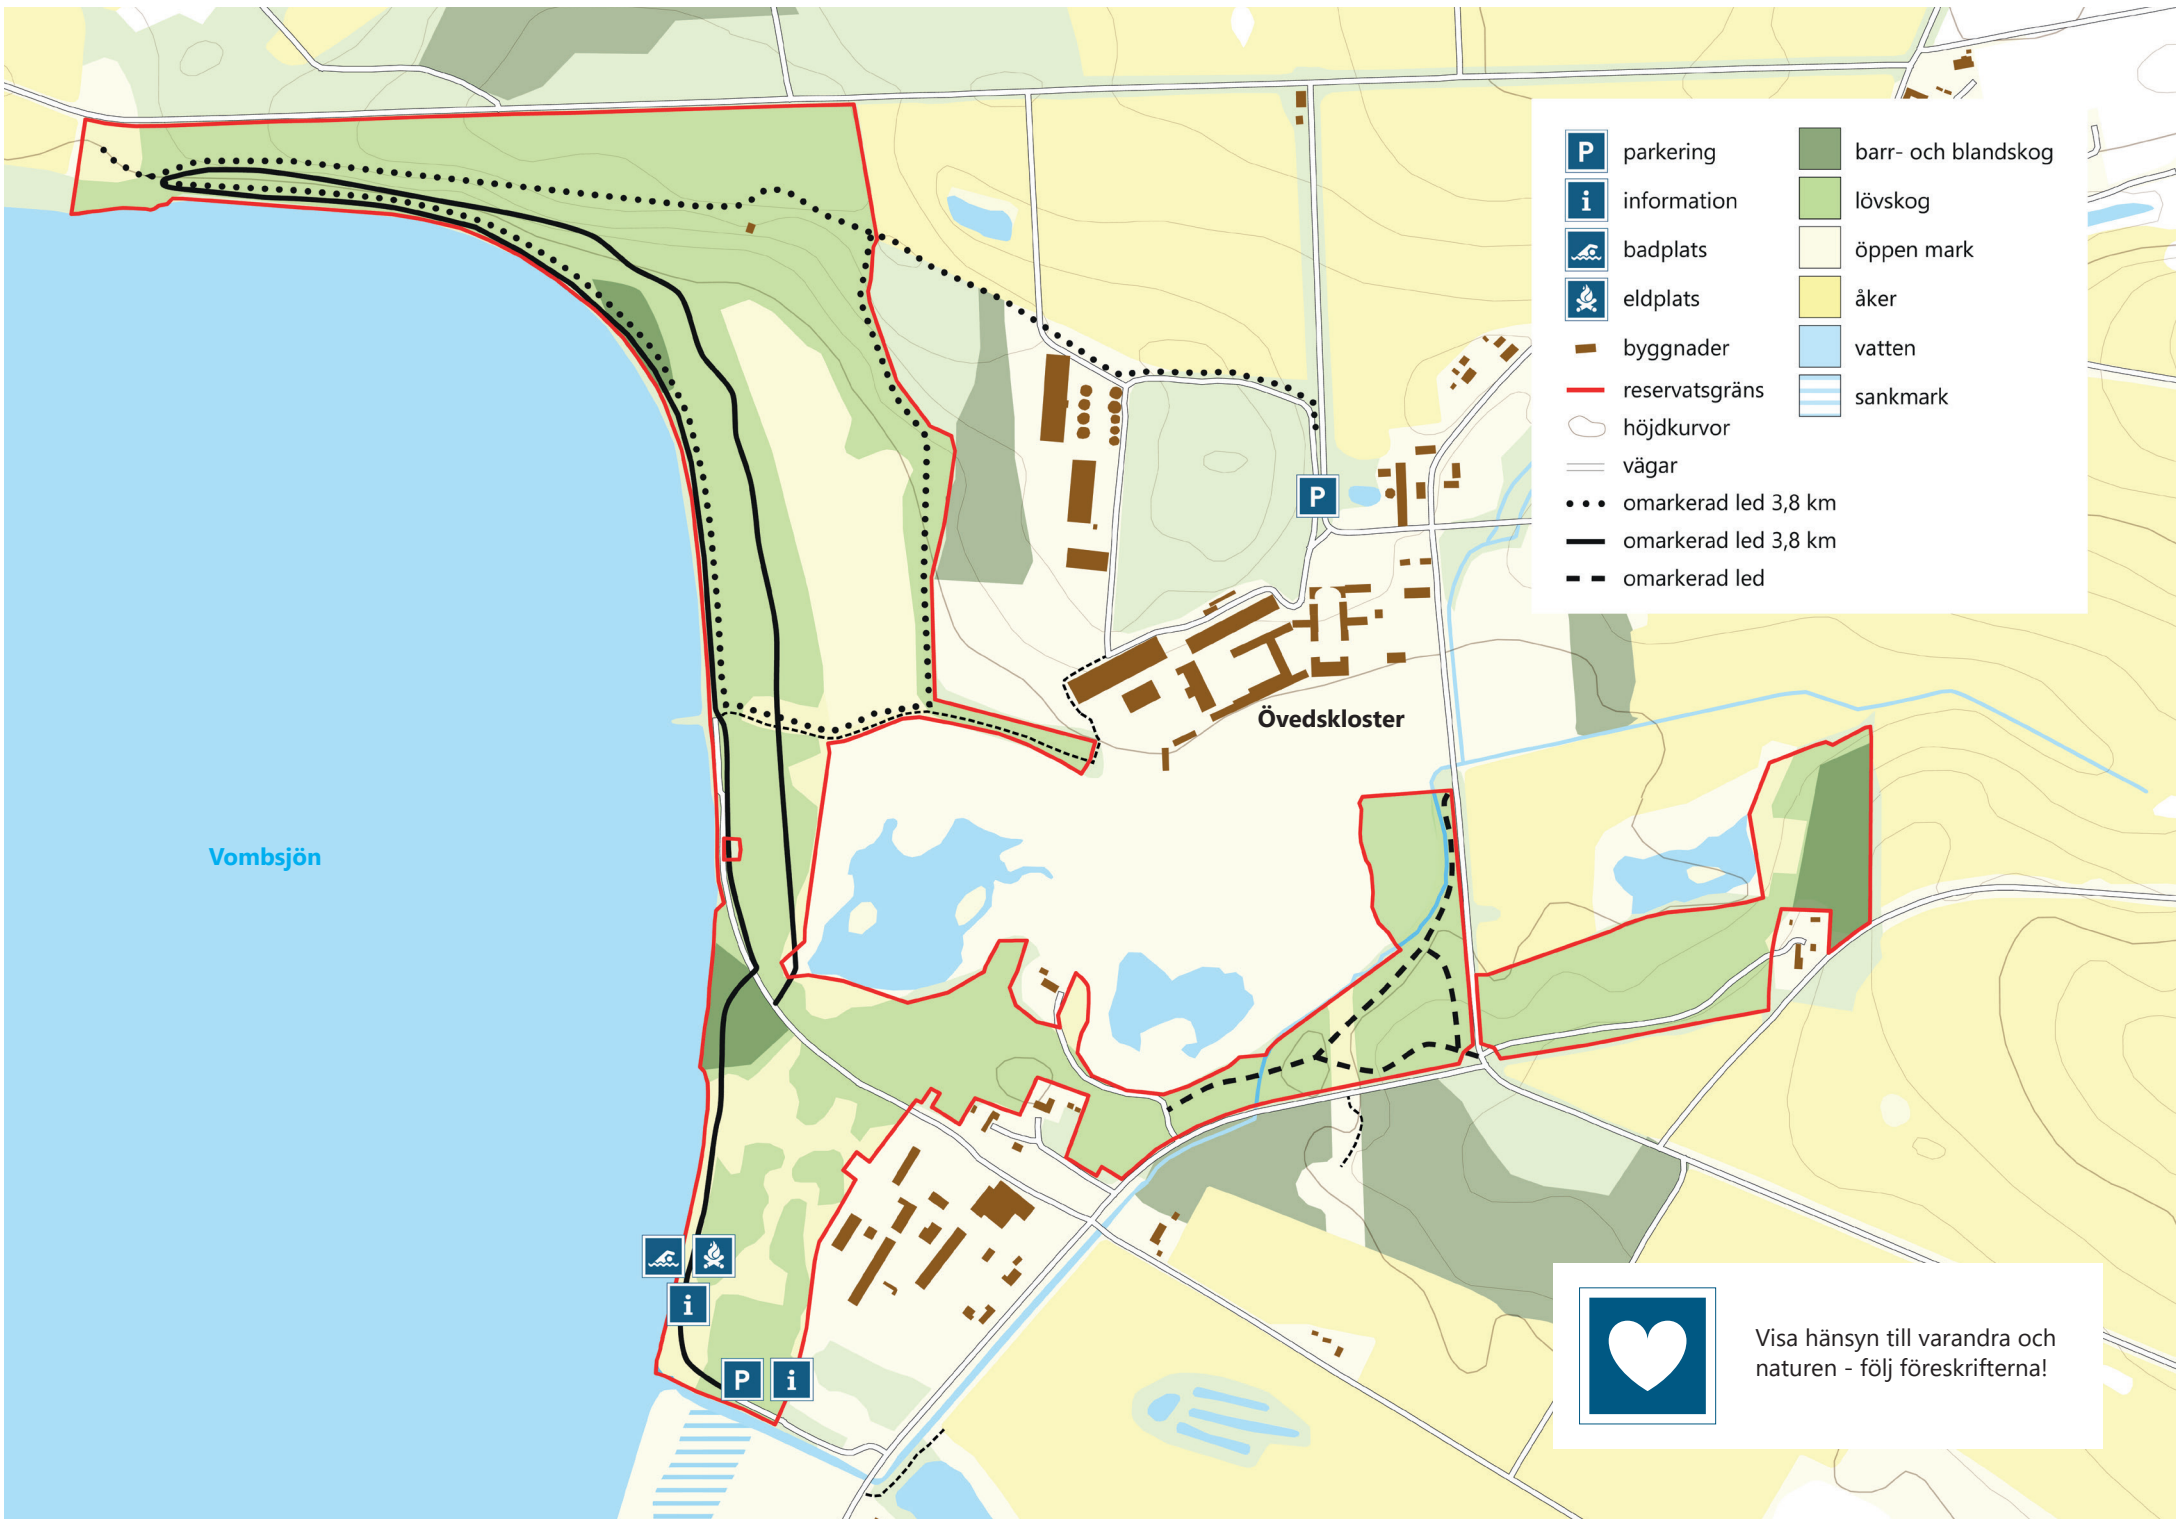 P parkering
i information
badplats
eldplats
byggnader
reservatsgräns
höjdkurvor
vägar
omarkerad led 3,8 km
omarkerad led 3,8 km
omarkerad led
barr- och blandskog
lövskog
öppen mark
åker
vatten
sankmark
P
Övedskloster
Vombsjön
i
P i
Visa hänsyn till varandra och
naturen - följ föreskrifterna!